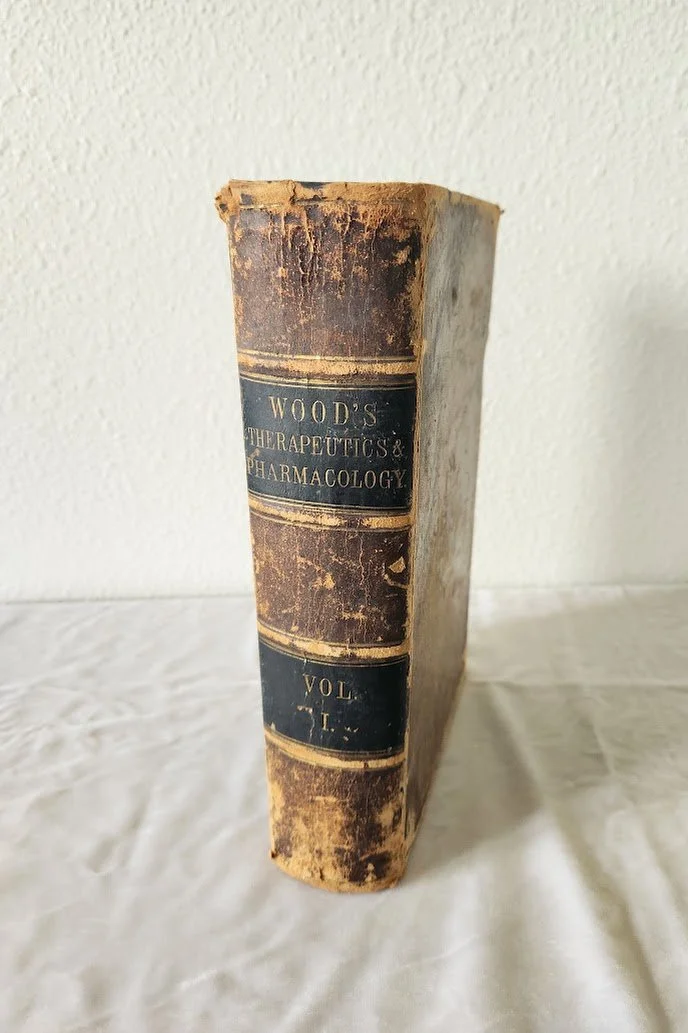 WOOD'S
THERAPEUTICS &
PHARMACOLOGY.
VOL.
I.